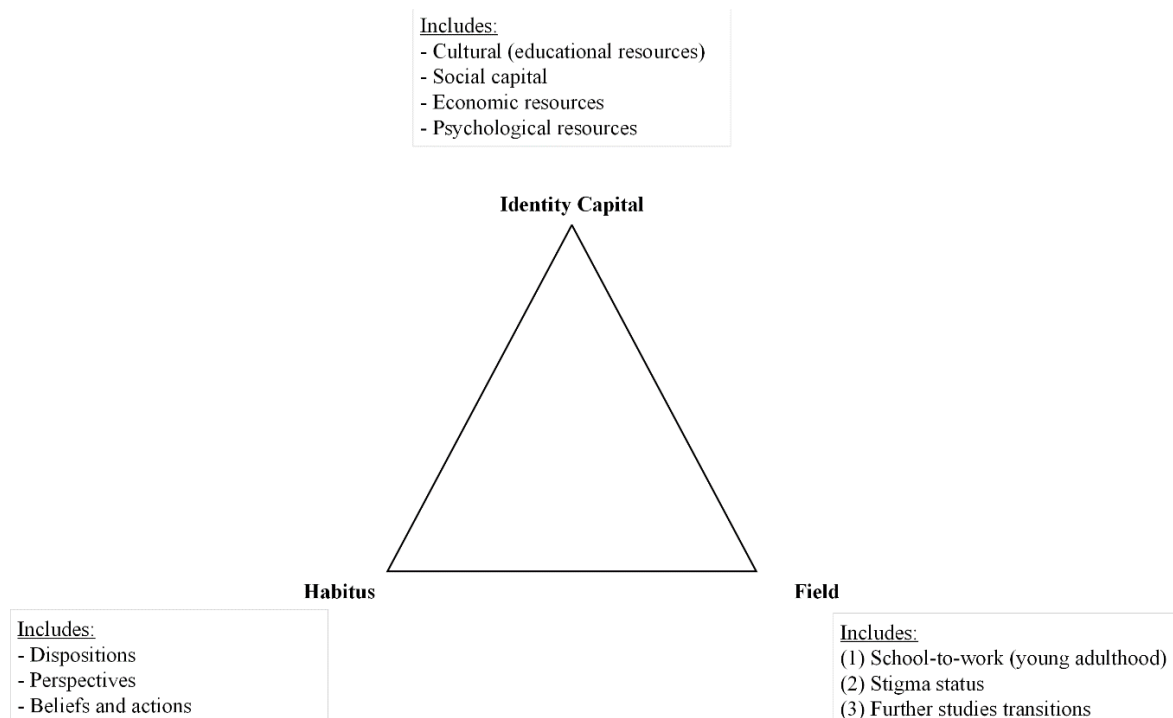 Includes:
- Cultural (educational resources)
- Social capital
- Economic resources
- Psychological resources
Identity Capital
Habitus
Field
Includes:
- Dispositions
- Perspectives
- Beliefs and actions
Includes:
(1) School-to-work (young adulthood)
(2) Stigma status
(3) Further studies transitions